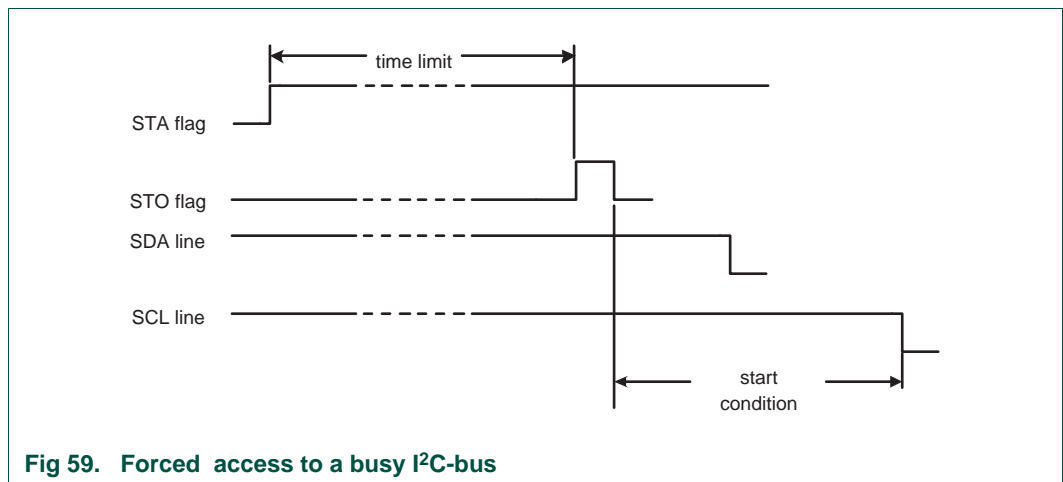 time limit
STA flag
STO flag
SDA line
SCL line
start
condition
Fig 59. Forced access to a busy I2C-bus